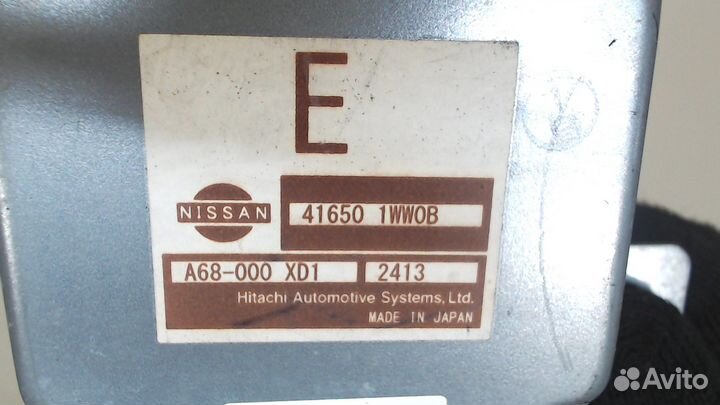 E
NISSAN
41650 1WW0B
A68-000 XD1 2413
Hitachi Automotive Systems, Ltd.
MADE IN JAPAN
Avito